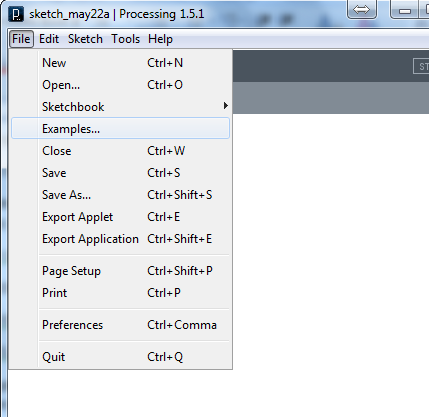 sketch_may22a | Processing 1.5.1
File Edit Sketch Tools Help
New Ctrl+N
Open... Ctrl+O
Sketchbook
Examples...
Close Ctrl+W
Save Ctrl+S
Save As... Ctrl+Shift+S
Export Applet Ctrl+E
Export Application Ctrl+Shift+E
Page Setup Ctrl+Shift+P
Print Ctrl+P
Preferences Ctrl+Comma
Quit Ctrl+Q